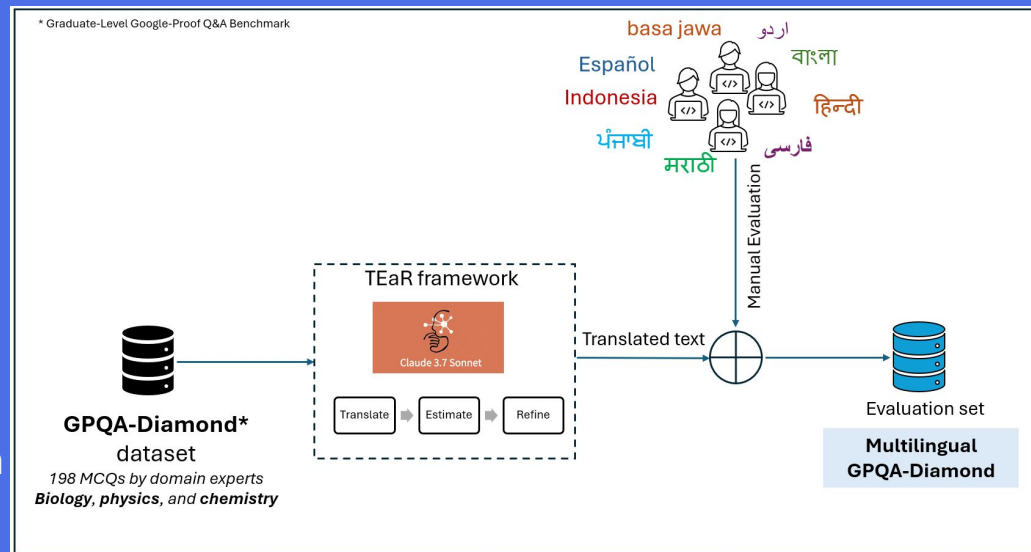 * Graduate-Level Google-Proof Q&A Benchmark
basa jawa
اردو
Español
বাংলা
Indonesia
हिन्दी
ਪੰਜਾਬੀ
فارسی
मराठी
Manual Evaluation
TEaR framework
Claude 3.7 Sonnet
Translated text
Translate
Estimate
Refine
GPQA-Diamond*
dataset
198 MCQs by domain experts
Biology, physics, and chemistry
Evaluation set
Multilingual
GPQA-Diamond